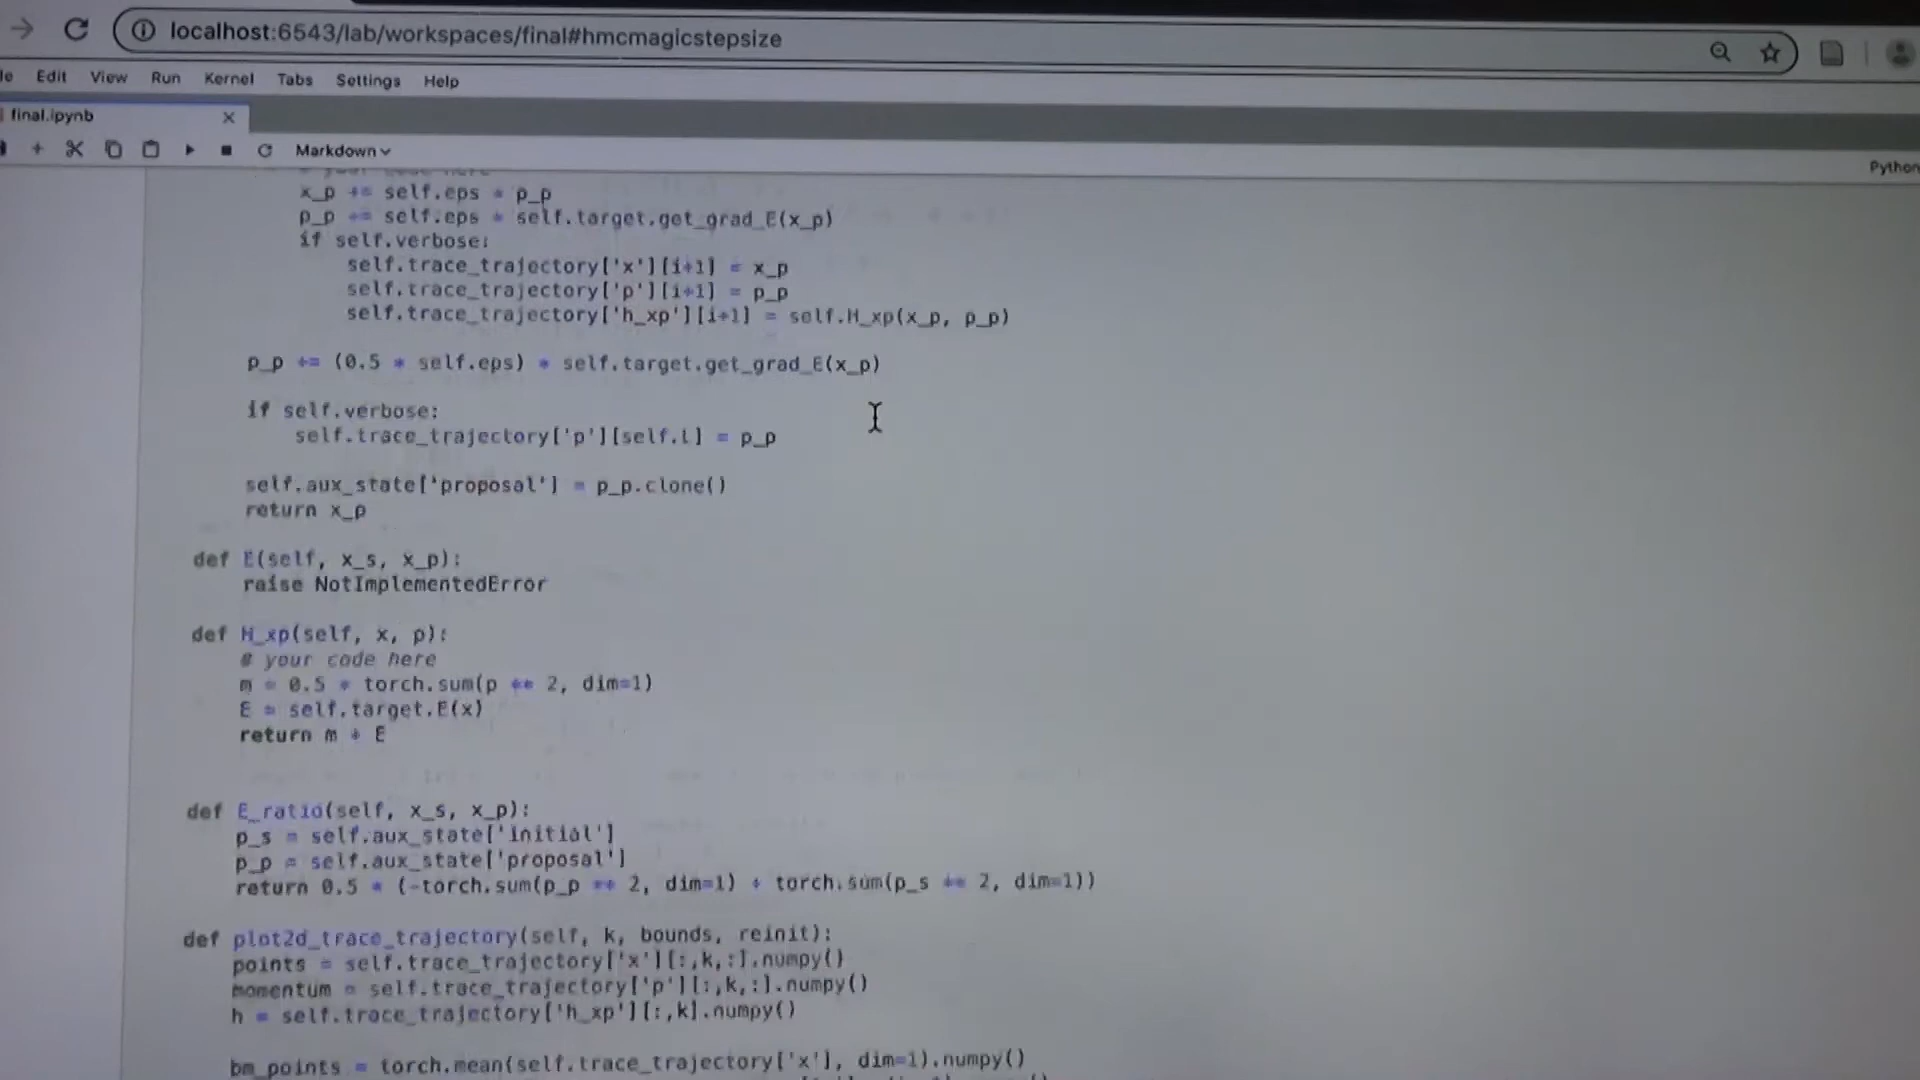 localhost:6543/lab/workspaces/final#hmcmagicstepsize
le Edit View Run Kernel Tabs Settings Help
final.ipynb
Markdown
Python
x_p += self.eps * p_p
p_p += self.eps * self.target.get_grad_E(x_p)
if self.verbose:
self.trace_trajectory['x'][i+1] = x_p
self.trace_trajectory['p'][i+1] = p_p
self.trace_trajectory['h_xp'][i+1] = self.H_xp(x_p, p_p)
p_p += (0.5 * self.eps) * self.target.get_grad_E(x_p)
if self.verbose:
self.trace_trajectory['p'][self.l] = p_p
self.aux_state['proposal'] = p_p.clone()
return x_p
def E(self, x_s, x_p):
raise NotImplementedError
def H_xp(self, x, p):
# your code here
m = 0.5 * torch.sum(p ** 2, dim=1)
E = self.target.E(x)
return m + E
def E_ratio(self, x_s, x_p):
p_s = self.aux_state['initial']
p_p = self.aux_state['proposal']
return 0.5 * (-torch.sum(p_p ** 2, dim=1) + torch.sum(p_s ** 2, dim=1))
def plot2d_trace_trajectory(self, k, bounds, reinit):
points = self.trace_trajectory['x'][:,k,:].numpy()
momentum = self.trace_trajectory['p'][:,k,:].numpy()
h = self.trace_trajectory['h_xp'][:,k].numpy()
bm_points = torch.mean(self.trace_trajectory['x'], dim=1).numpy()